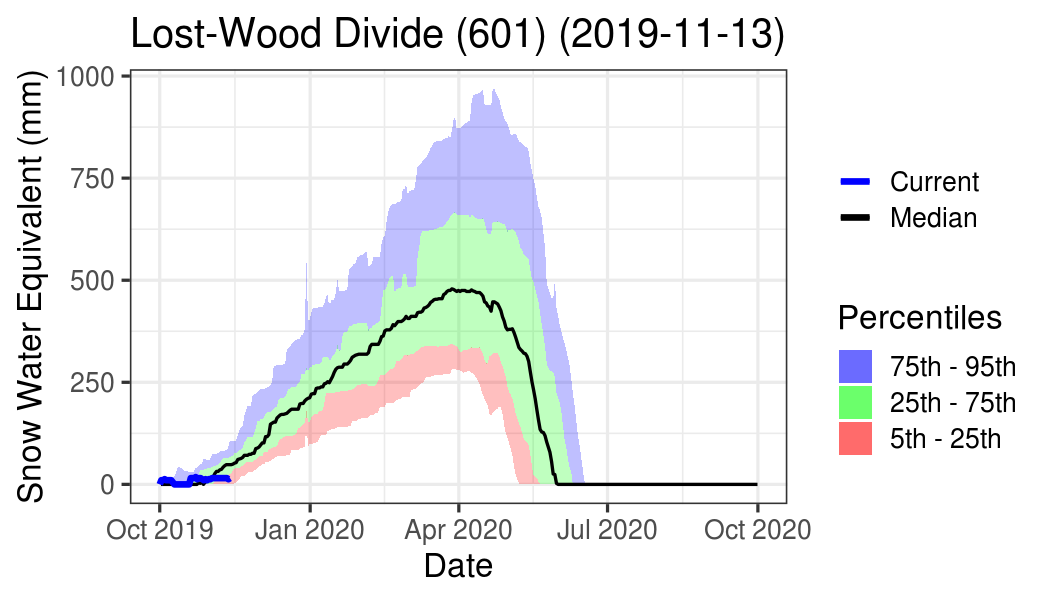 Lost-Wood Divide (601) (2019-11-13)
Snow Water Equivalent (mm)
1000
750
500
250
0
Oct 2019 Jan 2020 Apr 2020 Jul 2020 Oct 2020
Date
Current
Median
Percentiles
75th - 95th
25th - 75th
5th - 25th